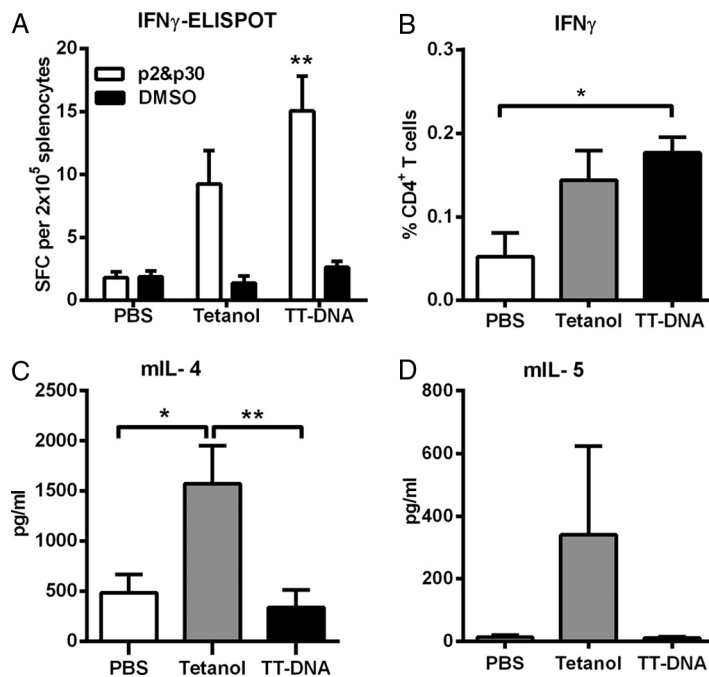 A
IFNγ-ELISPOT
SFC per 2x10⁵ splenocytes
20
15
10
5
0
p2&p30
DMSO
**
PBS
Tetanol
TT-DNA
B
IFNγ
% CD4⁺ T cells
0.3
0.2
0.1
0.0
*
PBS
Tetanol
TT-DNA
C
mIL- 4
pg/ml
2500
2000
1500
1000
500
0
*
**
PBS
Tetanol
TT-DNA
D
mIL- 5
pg/ml
800
600
400
200
0
PBS
Tetanol
TT-DNA